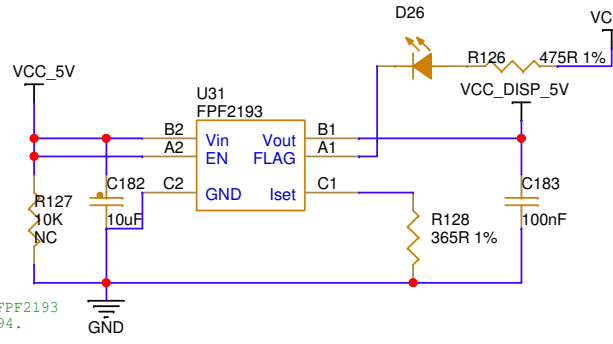 D26
VC
R126
475R 1%
VCC_5V
VCC_DISP_5V
U31
FPF2193
B2
Vin
Vout
B1
A2
EN
FLAG
A1
C2
GND
Iset
C1
R127
10K
NC
C182
10uF
R128
365R 1%
C183
100nF
FPF2193
94.
GND